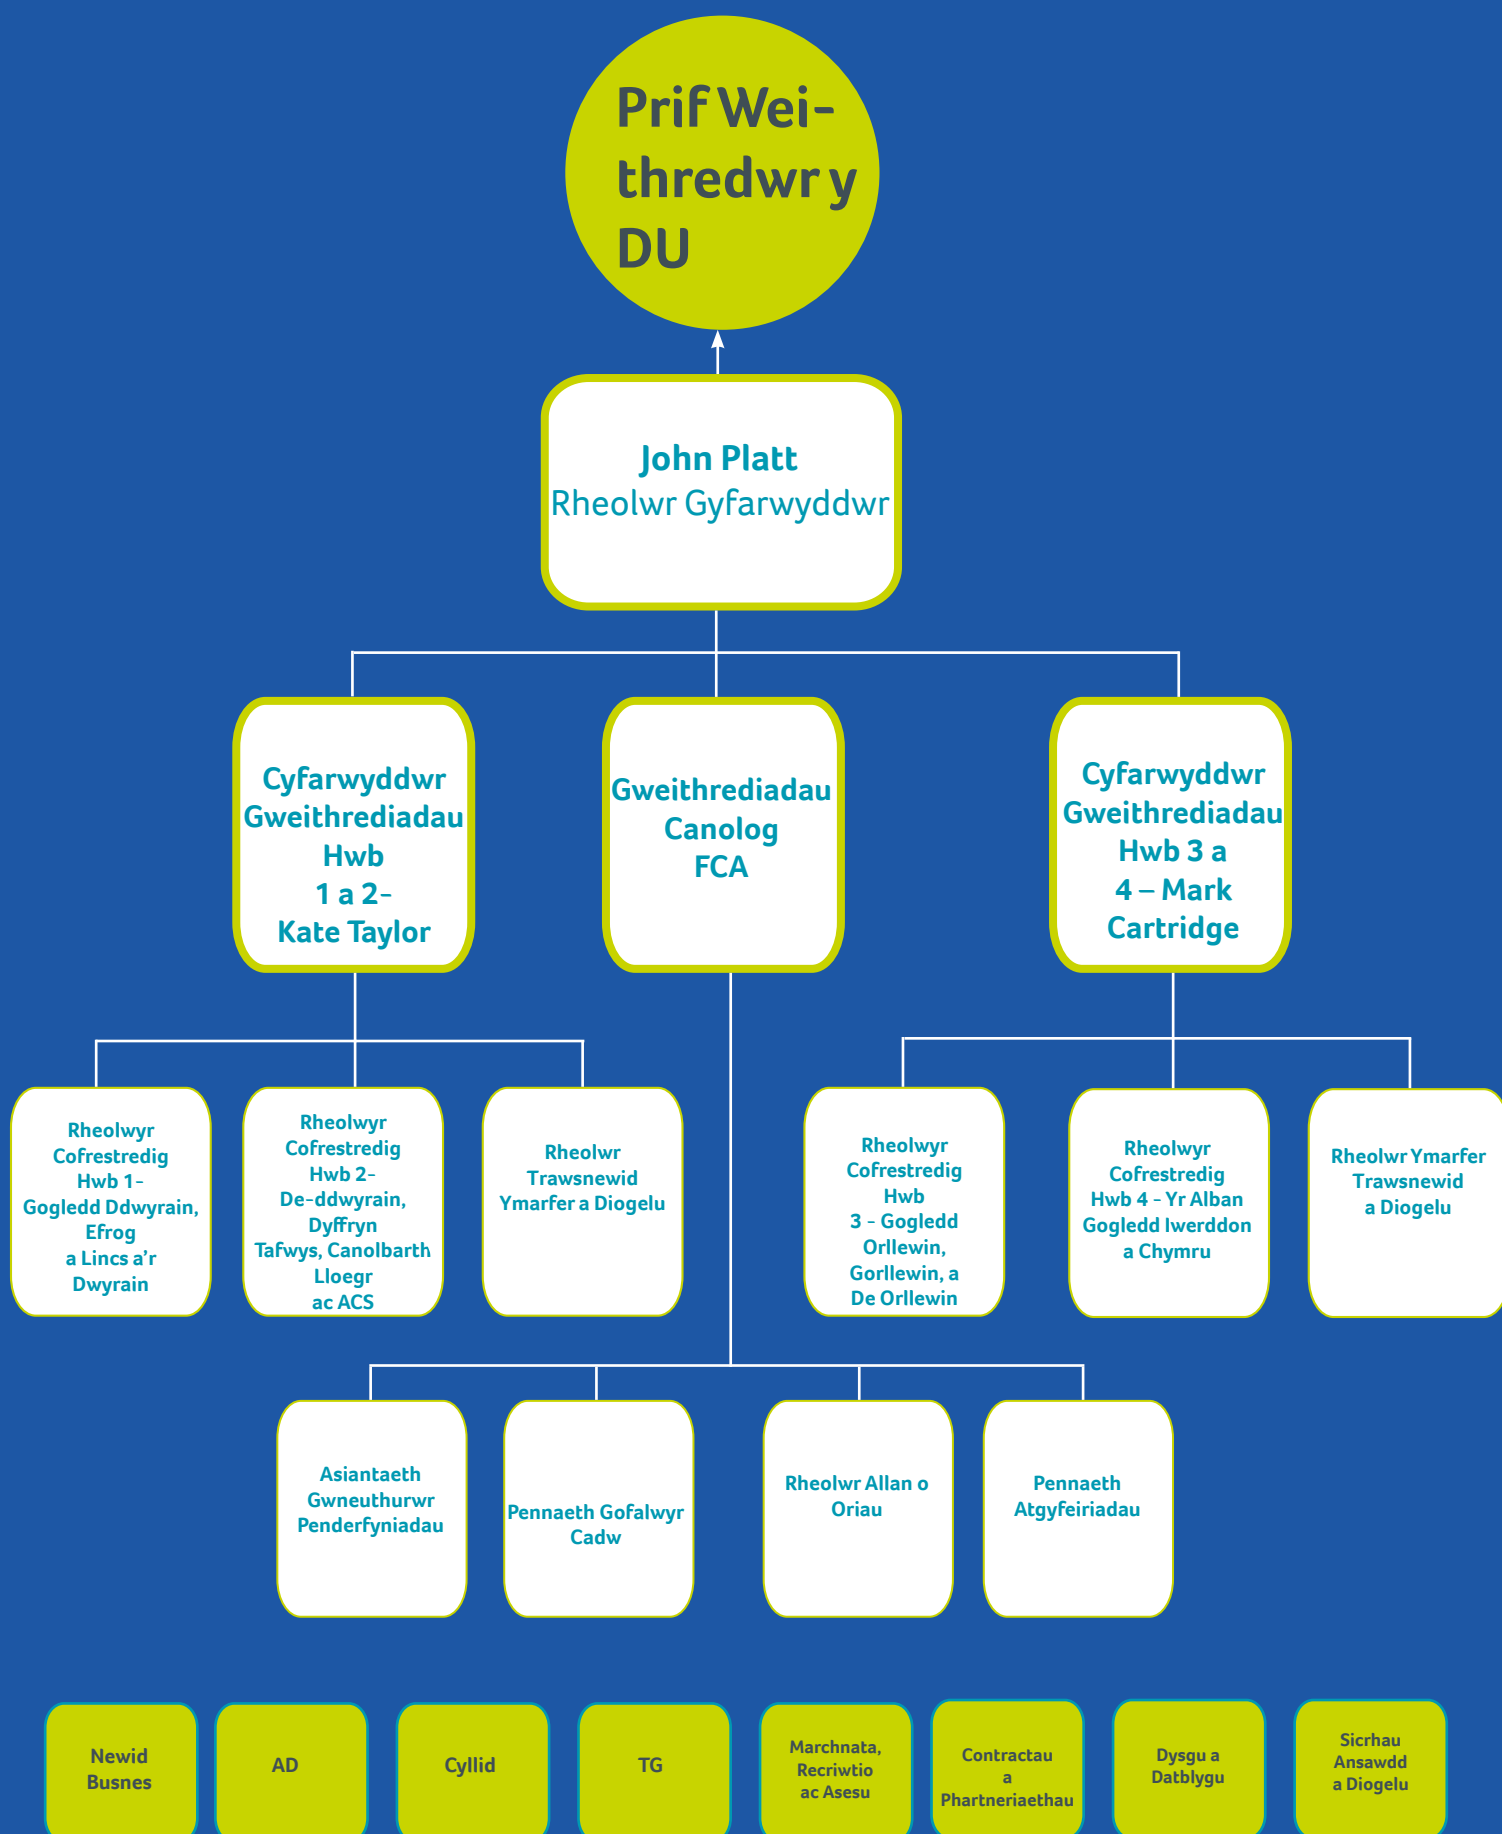 Prif Wei-
thredwr y
DU
John Platt
Rheolwr Gyfarwyddwr
Cyfarwyddwr
Gweithrediadau
Hwb
1 a 2-
Kate Taylor
Gweithrediadau
Canolog
FCA
Cyfarwyddwr
Gweithrediadau
Hwb 3 a
4 – Mark
Cartridge
Rheolwyr
Cofrestredig
Hwb 1-
Gogledd Ddwyrain,
Efrog
a Lincs a’r
Dwyrain
Rheolwyr
Cofrestredig
Hwb 2-
De-ddwyrain,
Dyffryn
Tafwys, Canolbarth
Lloegr
ac ACS
Rheolwr
Trawsnewid
Ymarfer a Diogelu
Rheolwyr
Cofrestredig
Hwb
3 - Gogledd
Orllewin,
Gorllewin, a
De Orllewin
Rheolwyr
Cofrestredig
Hwb 4 - Yr Alban
Gogledd Iwerddon
a Chymru
Rheolwr Ymarfer
Trawsnewid
a Diogelu
Asiantaeth
Gwneuthurwr
Penderfyniadau
Pennaeth Gofalwyr
Cadw
Rheolwr Allan o
Oriau
Pennaeth
Atgyfeiriadau
Newid
Busnes
AD
Cyllid
TG
Marchnata,
Recriwtio
ac Asesu
Contractau
a
Phartneriaethau
Dysgu a
Datblygu
Sicrhau
Ansawdd
a Diogelu